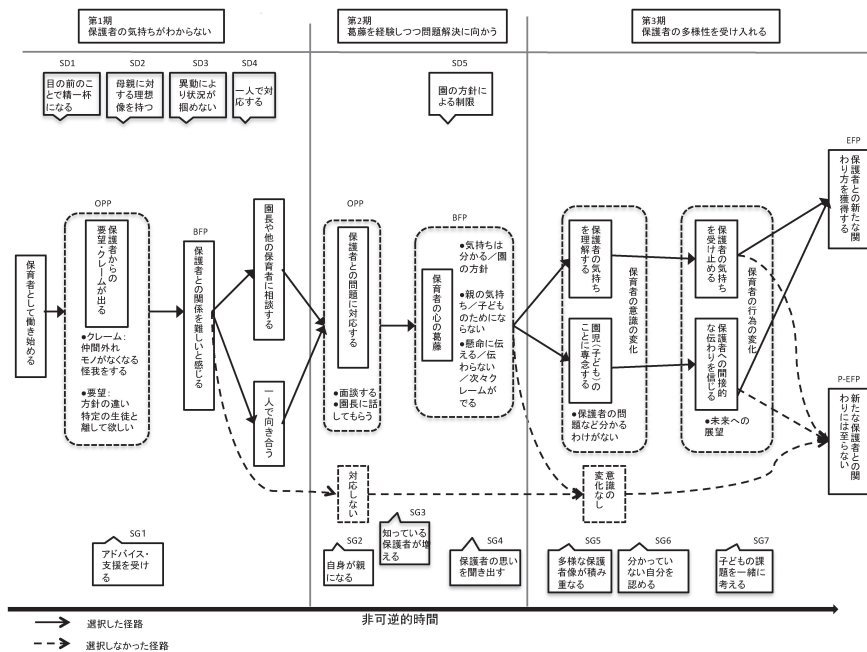 第1期
保護者の気持ちがわからない
第2期
葛藤を経験しつつ問題解決に向かう
第3期
保護者の多様性を受け入れる
SD1
目の前のこ
とで精一杯
になる
SD2
母親に対
する理想
像を持つ
SD3
異動によ
り状況が
掴めない
SD4
一人で対
応する
SD5
園の方針
による制限
保育者として働き始める
OPP
保護者からの
要望・クレームが出る
●クレーム:
仲間外れ
モノがなくなる
怪我をする
●要望:
方針の違い
特定の生徒と
離して欲しい
BFP
保護者との関係を難しいと感じる
園長や他の保育者に相談する
一人で向き合う
OPP
保護者との問題に対応する
●面談する
●園長に話
してもらう
対応しない
BFP
保育者の心の葛藤
●気持ちは
分かる/園
の方針
●親の気持
ち/子ども
のためにな
らない
●懸命に伝
える/伝
わらない
/次々ク
レームが
でる
保護者の気持ち
を理解する
園児(子ども)の
ことに専念する
保育者の意識の変化
●保護者の問
題など分かる
わけがない
意識の
変化なし
保護者の気持ち
を受け止める
保護者への間接的
な伝わりを信じる
保育者の行為の変化
●未来への
展望
EFP
保護者との新たな関
わり方を獲得する
P-EFP
新たな保護者との関
わりには至らない
SG1
アドバイス・
支援を受け
る
SG2
自身が親
になる
SG3
知っている
保護者が増
える
SG4
保護者の思い
を聞き出す
SG5
多様な保護
者像が積み
重なる
SG6
分かってい
ない自分を
認める
SG7
子どもの課
題を一緒に
考える
非可逆的時間
選択した径路
選択しなかった径路